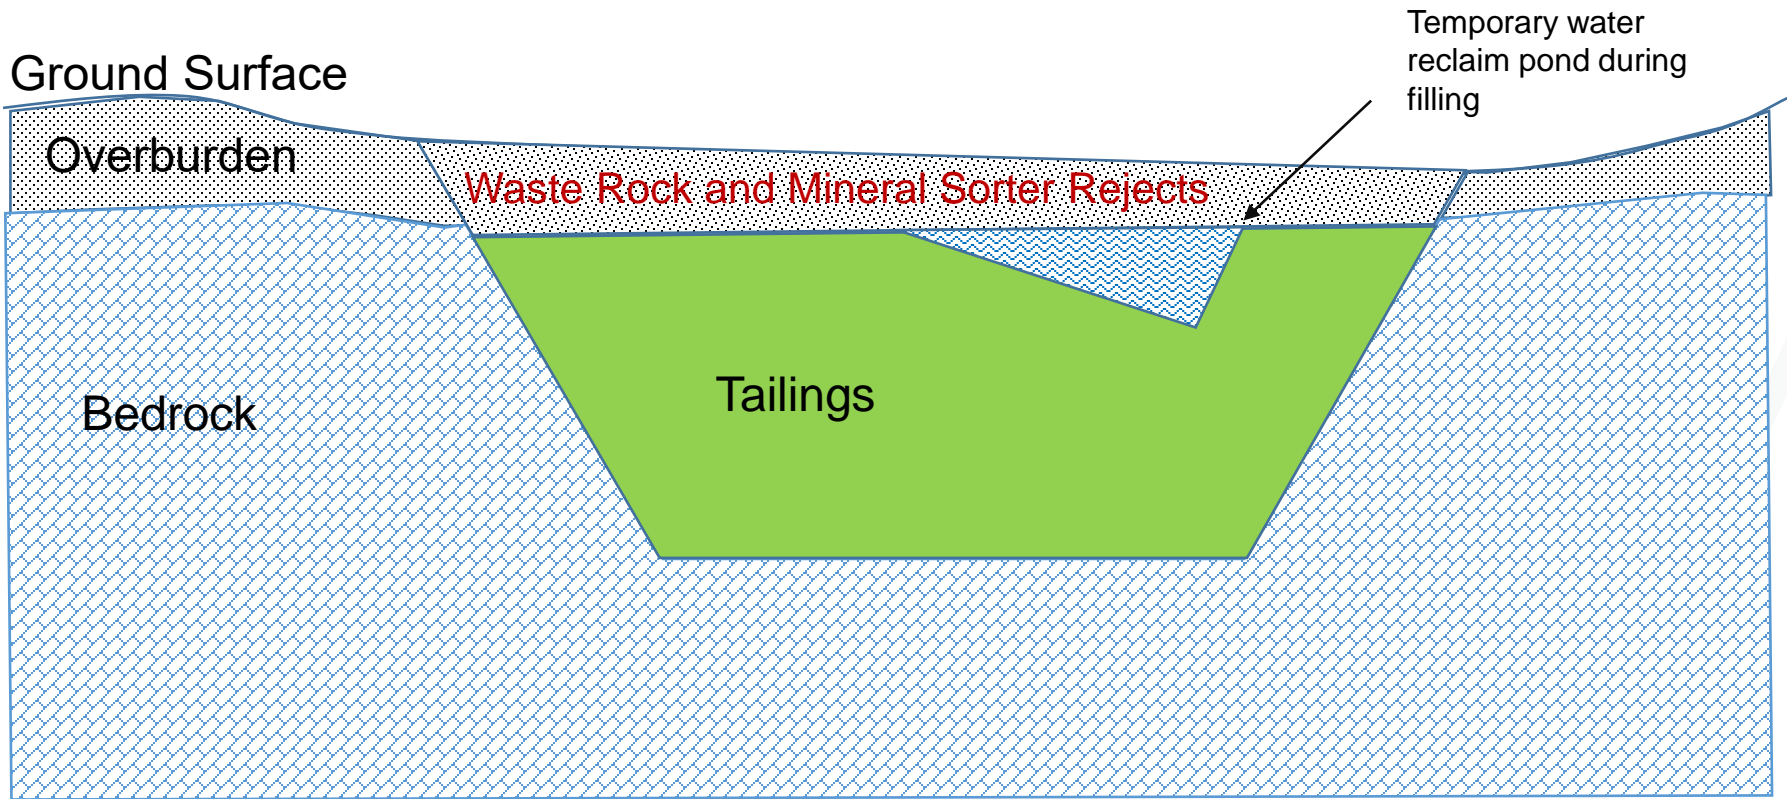 Temporary water
reclaim pond during
filling
Ground Surface
Overburden
Waste Rock and Mineral Sorter Rejects
Tailings
Bedrock